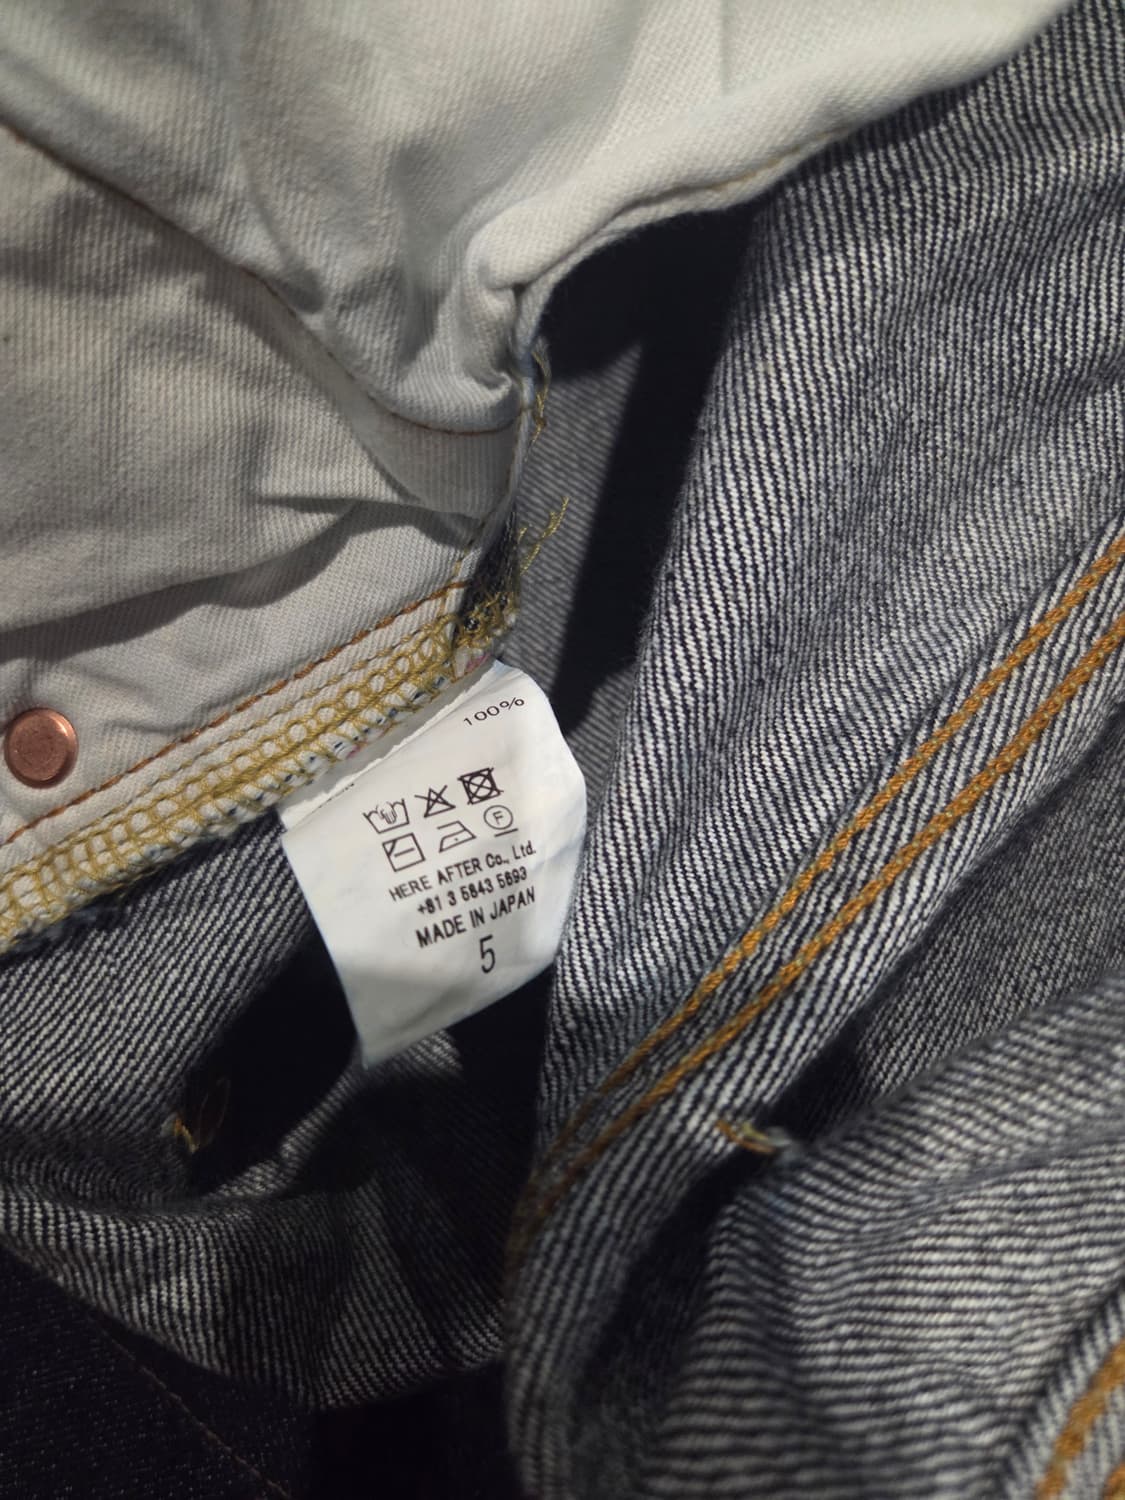 100%
F
HERE AFTER Co., Ltd.
+81 3 5843 5893
MADE IN JAPAN
5